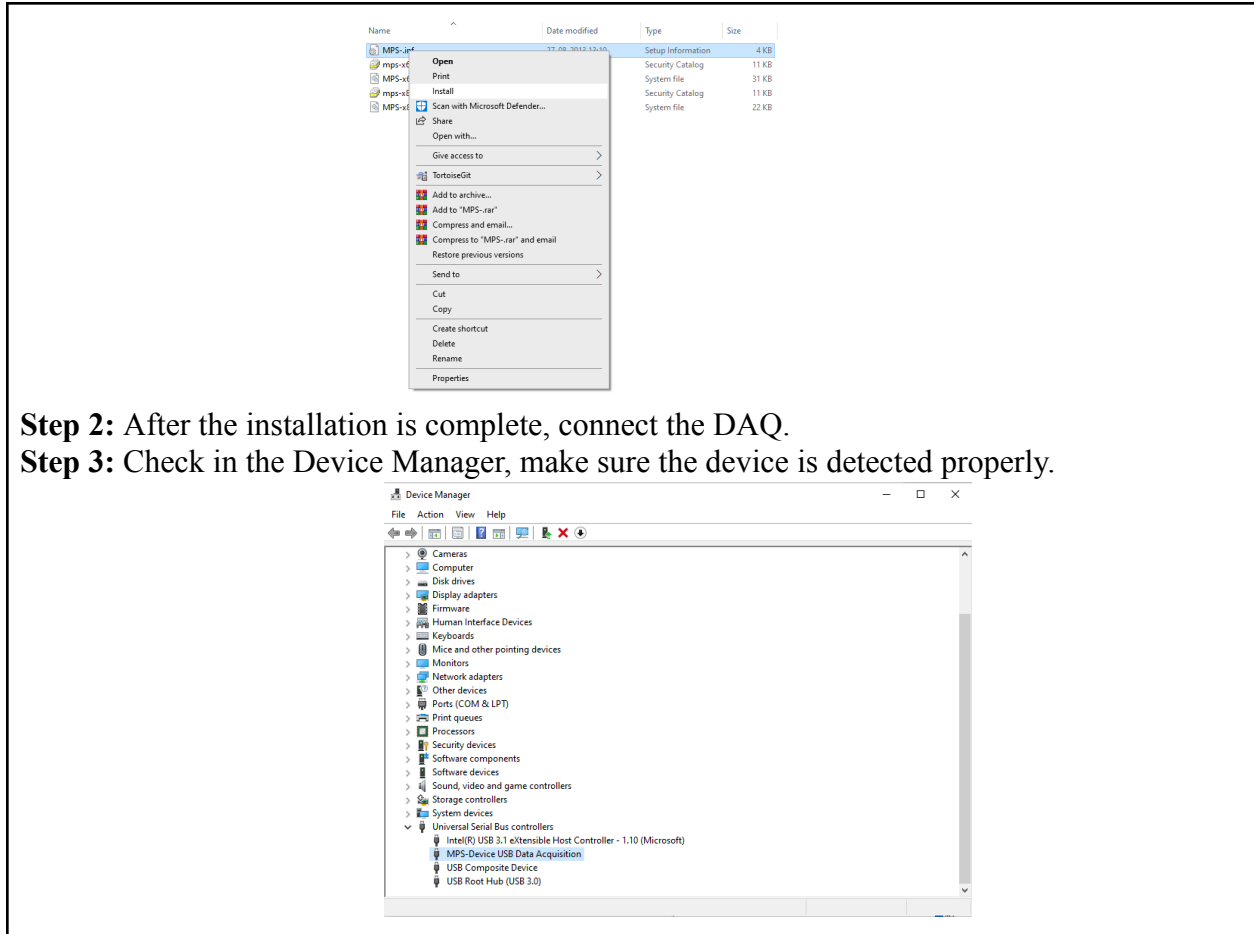 Name Date modified Type Size
MPS-.inf 27-08-2013 13:10 Setup Information 4 KB
mps-x6 Security Catalog 11 KB
MPS-x6 System file 31 KB
mps-x8 Security Catalog 11 KB
MPS-x8 System file 22 KB
Open
Print
Install
Scan with Microsoft Defender...
Share
Open with...
Give access to
TortoiseGit
Add to archive...
Add to "MPS-.rar"
Compress and email...
Compress to "MPS-.rar" and email
Restore previous versions
Send to
Cut
Copy
Create shortcut
Delete
Rename
Properties
Step 2: After the installation is complete, connect the DAQ.
Step 3: Check in the Device Manager, make sure the device is detected properly.
Device Manager
File Action View Help
Cameras
Computer
Disk drives
Display adapters
Firmware
Human Interface Devices
Keyboards
Mice and other pointing devices
Monitors
Network adapters
Other devices
Ports (COM & LPT)
Print queues
Processors
Security devices
Software components
Software devices
Sound, video and game controllers
Storage controllers
System devices
Universal Serial Bus controllers
Intel(R) USB 3.1 eXtensible Host Controller - 1.10 (Microsoft)
MPS-Device USB Data Acquisition
USB Composite Device
USB Root Hub (USB 3.0)